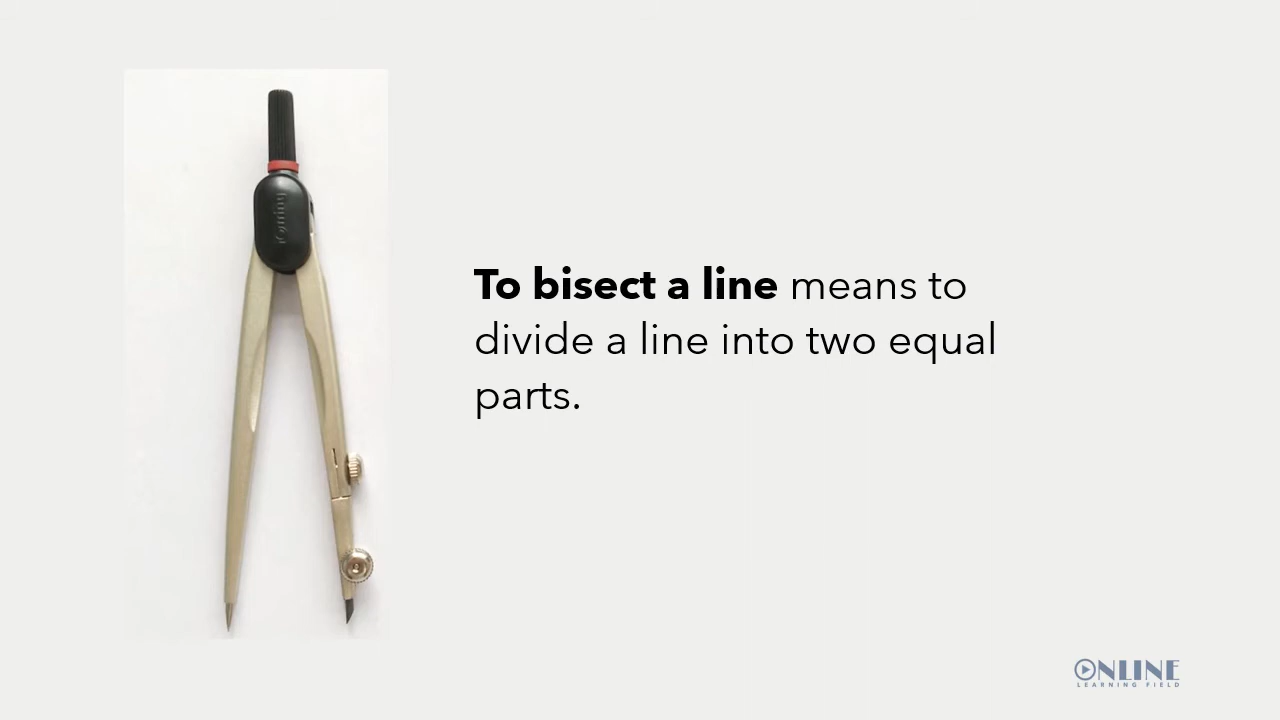 To bisect a line means to
divide a line into two equal
parts.
ONLINE
LEARNING FIELD